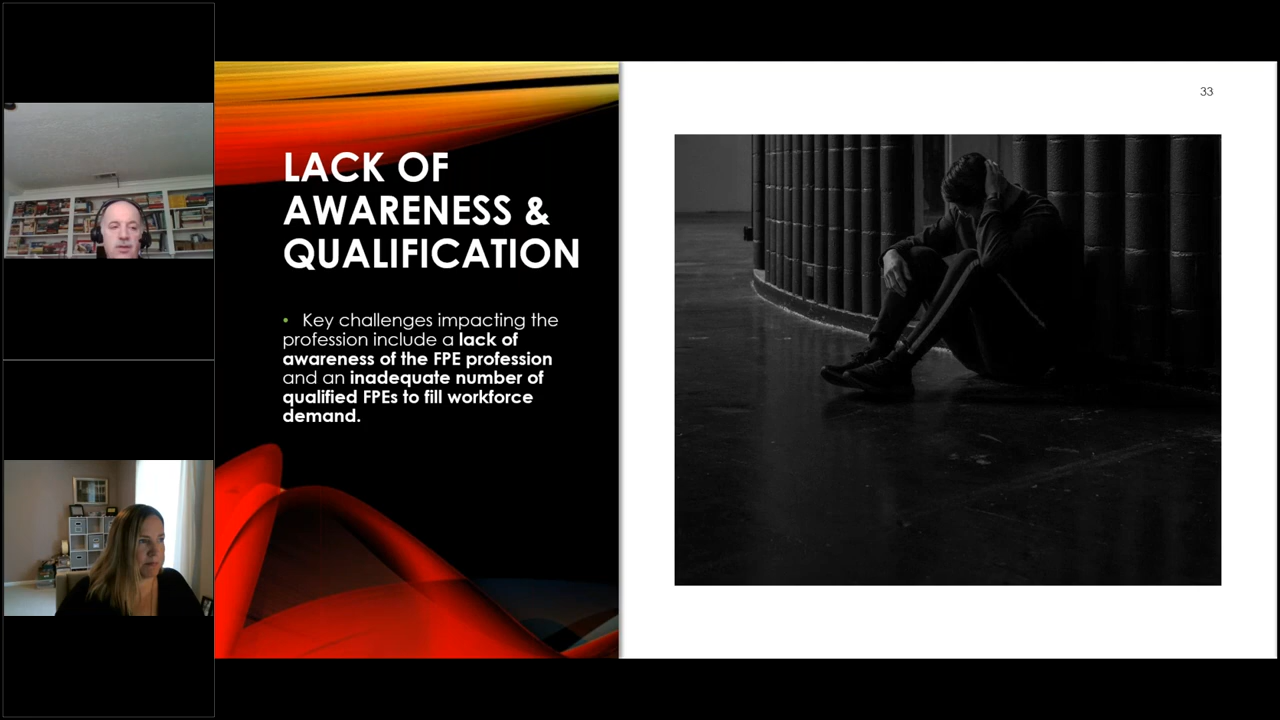 33
LACK OF
AWARENESS &
QUALIFICATION
• Key challenges impacting the
profession include a lack of
awareness of the FPE profession
and an inadequate number of
qualified FPEs to fill workforce
demand.